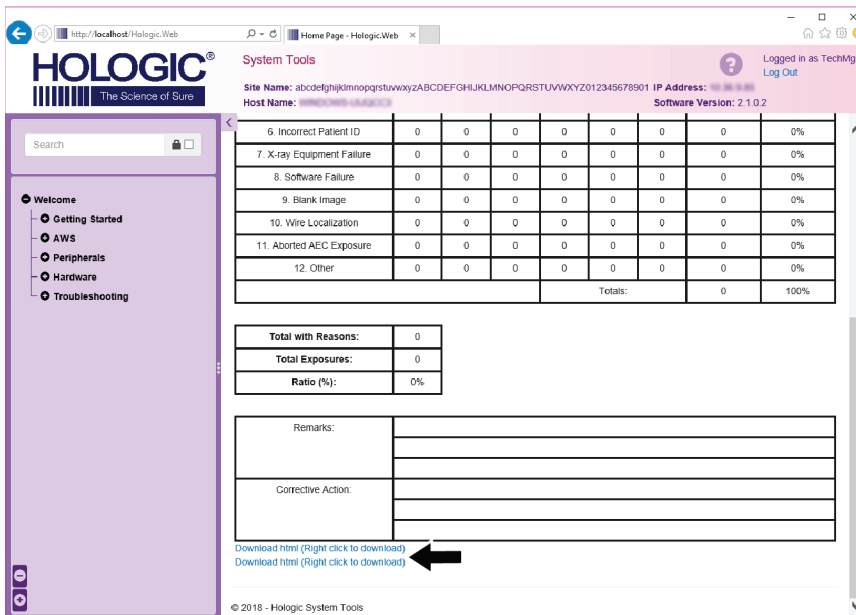 http://localhost/Hologic.Web
Home Page - Hologic.Web
HOLOGIC®
The Science of Sure
System Tools
Logged in as TechMg
Log Out
Site Name: abcdefghijklmnopqrstuvwxyzABCDEFGHIJKLMNOPQRSTUVWXYZ012345678901 IP Address:
Host Name:
Software Version: 2.1.0.2
Search
Welcome
Getting Started
AWS
Peripherals
Hardware
Troubleshooting
6. Incorrect Patient ID 0 0 0 0 0 0 0 0%
7. X-ray Equipment Failure 0 0 0 0 0 0 0 0%
8. Software Failure 0 0 0 0 0 0 0 0%
9. Blank Image 0 0 0 0 0 0 0 0%
10. Wire Localization 0 0 0 0 0 0 0 0%
11. Aborted AEC Exposure 0 0 0 0 0 0 0 0%
12. Other 0 0 0 0 0 0 0 0%
Totals: 0 100%
Total with Reasons: 0
Total Exposures: 0
Ratio (%): 0%
Remarks:
Corrective Action:
Download html (Right click to download)
Download html (Right click to download)
© 2018 - Hologic System Tools